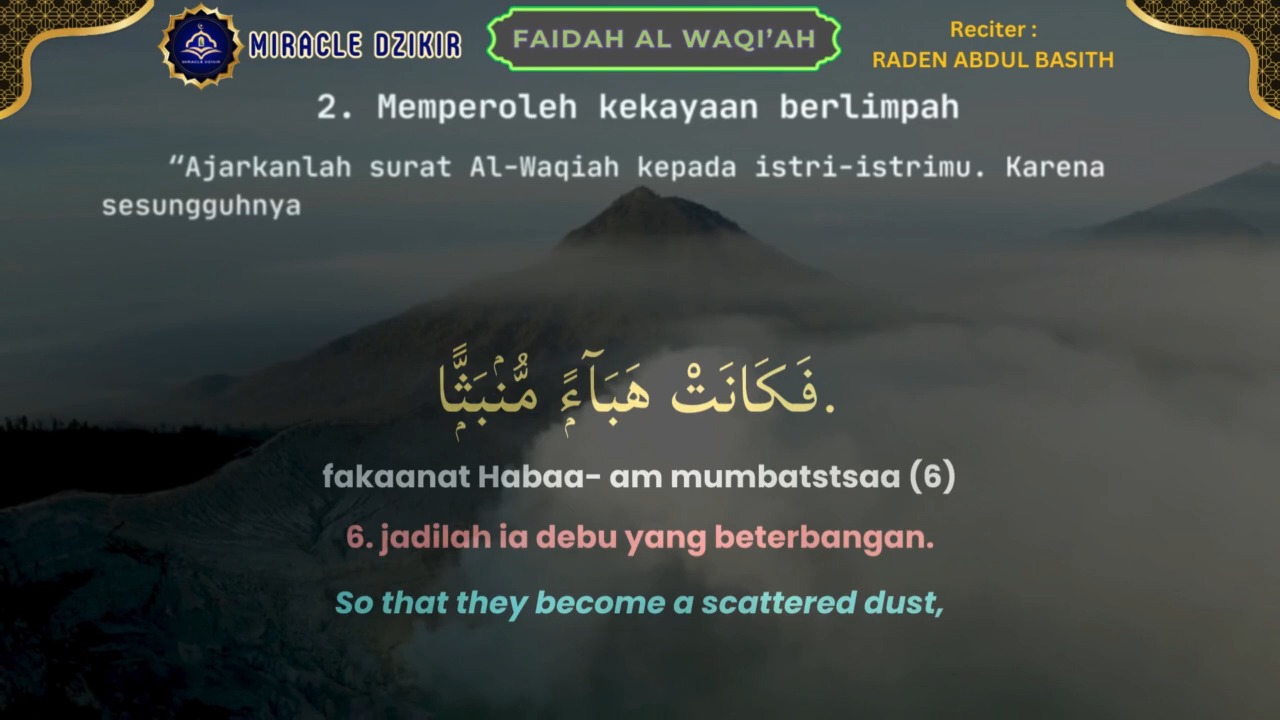 MIRACLE DZIKIR
FAIDAH AL WAQI’AH
Reciter :
RADEN ABDUL BASITH
2. Memperoleh kekayaan berlimpah
“Ajarkanlah surat Al-Waqiah kepada istri-istrimu. Karena
sesungguhnya
فَكَانَتْ هَبَآءً مُّنۢبَثًّا.
fakaanat Habaa- am mumbatstsaa (6)
6. jadilah ia debu yang beterbangan.
So that they become a scattered dust,